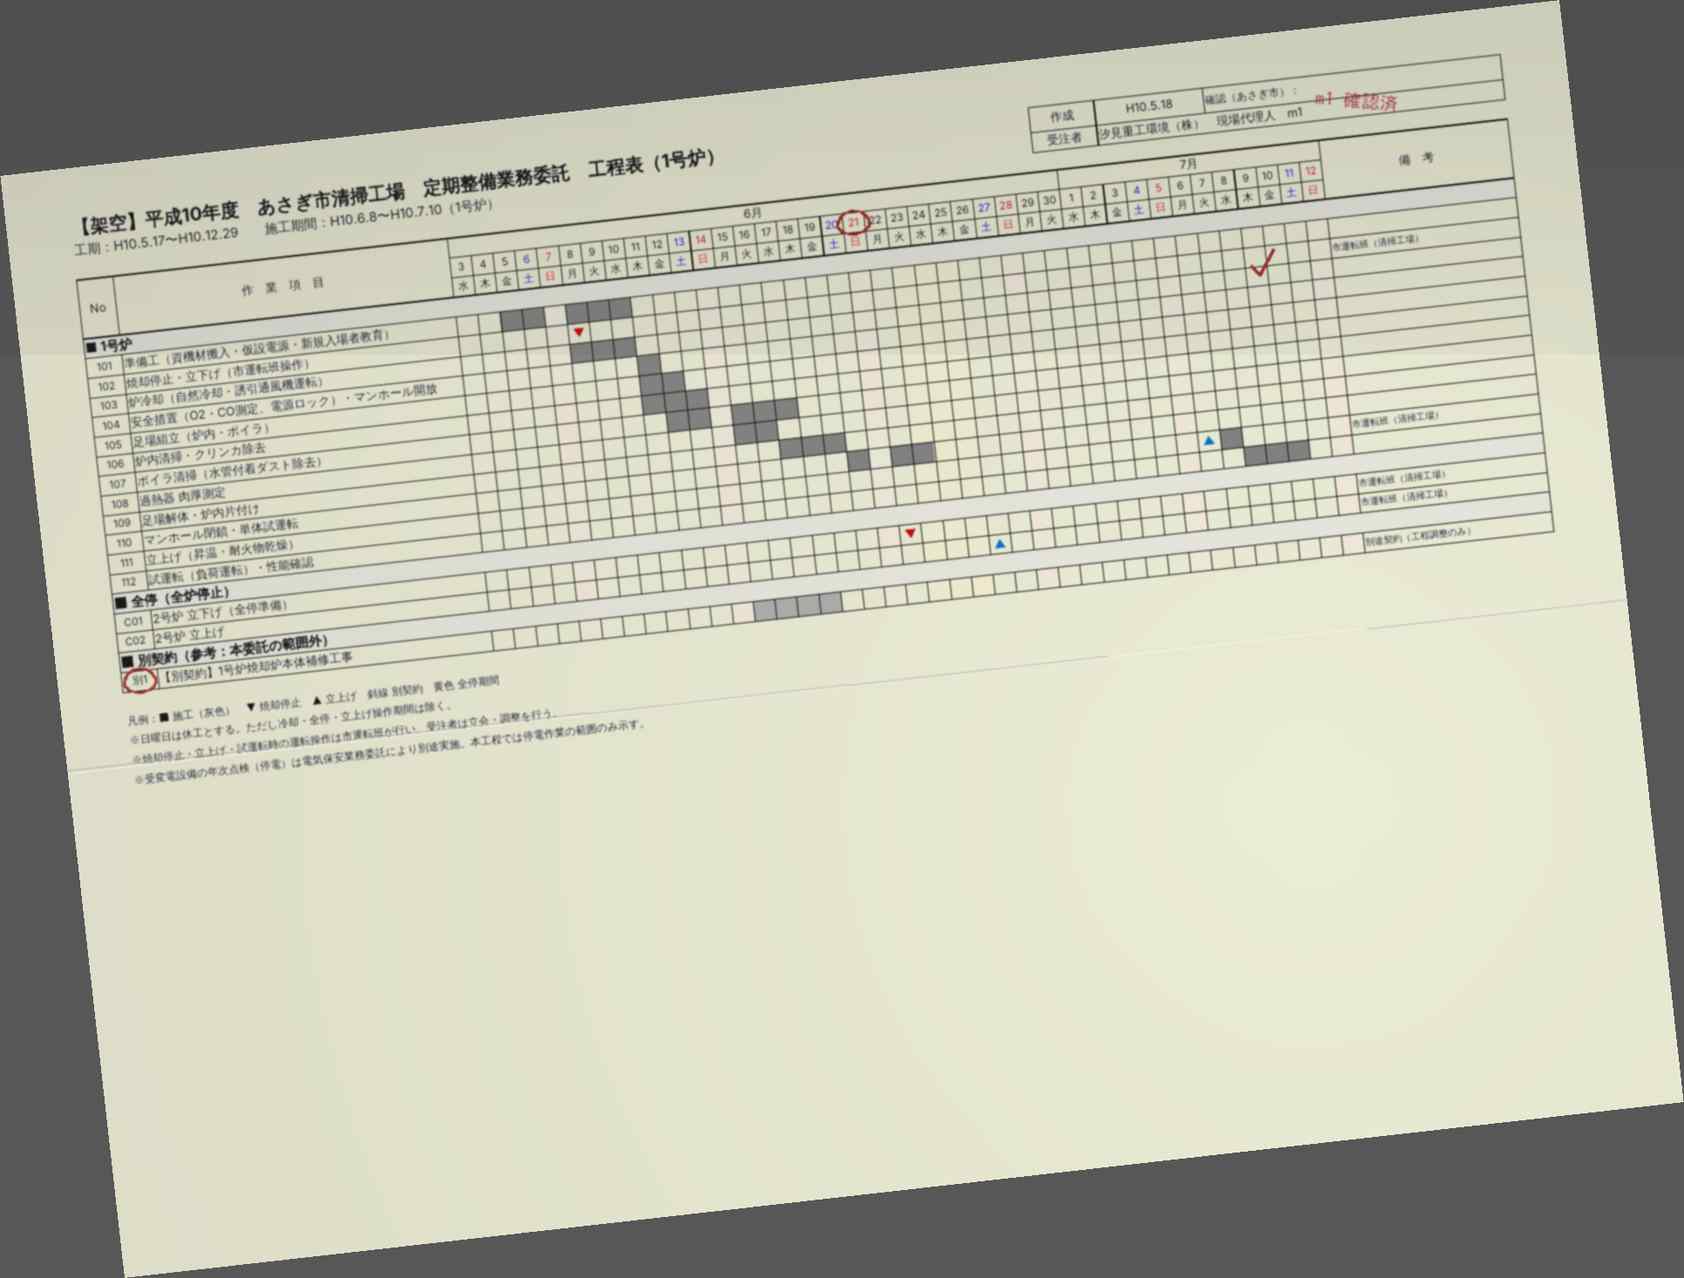 【架空】平成10年度　あさぎ市清掃工場　定期整備業務委託　工程表（1号炉）
工期：H10.5.17〜H10.12.29　　施工期間：H10.6.8〜H10.7.10（1号炉）
作成　H10.5.18　確認（あさぎ市）：　m1 確認済
受注者　汐見重工環境（株）　現場代理人　m1
No　作　業　項　目　6月　7月　備　考
3 4 5 6 7 8 9 10 11 12 13 14 15 16 17 18 19 20 21 22 23 24 25 26 27 28 29 30 1 2 3 4 5 6 7 8 9 10 11 12
水 木 金 土 日 月 火 水 木 金 土 日 月 火 水 木 金 土 日 月 火 水 木 金 土 日 月 火 水 木 金 土 日 月 火 水 木 金 土 日
■ 1号炉
101　準備工（資機材搬入・仮設電源・新規入場者教育）
102　焼却停止・立下げ（市運転班操作）　▼　市運転班（清掃工場）
103　炉冷却（自然冷却・誘引通風機運転）
104　安全措置（O2・CO測定、電源ロック）・マンホール開放
105　足場組立（炉内・ボイラ）
106　炉内清掃・クリンカ除去
107　ボイラ清掃（水管付着ダスト除去）
108　過熱器 肉厚測定
109　足場解体・炉内片付け
110　マンホール閉鎖・単体試運転
111　立上げ（昇温・耐火物乾燥）　▲　市運転班（清掃工場）
112　試運転（負荷運転）・性能確認
■ 全停（全炉停止）
C01　2号炉 立下げ（全停準備）　▼　市運転班（清掃工場）
C02　2号炉 立上げ　▲　市運転班（清掃工場）
■ 別契約（参考：本委託の範囲外）
別1　【別契約】1号炉焼却炉本体補修工事　別途契約（工程調整のみ）
凡例：■ 施工（灰色）　▼ 焼却停止　▲ 立上げ　斜線 別契約　黄色 全停期間
※日曜日は休工とする。ただし冷却・全停・立上げ操作期間は除く。
※焼却停止・立上げ・試運転時の運転操作は市運転班が行い、受注者は立会・調整を行う。
※受変電設備の年次点検（停電）は電気保安業務委託により別途実施。本工程では停電作業の範囲のみ示す。